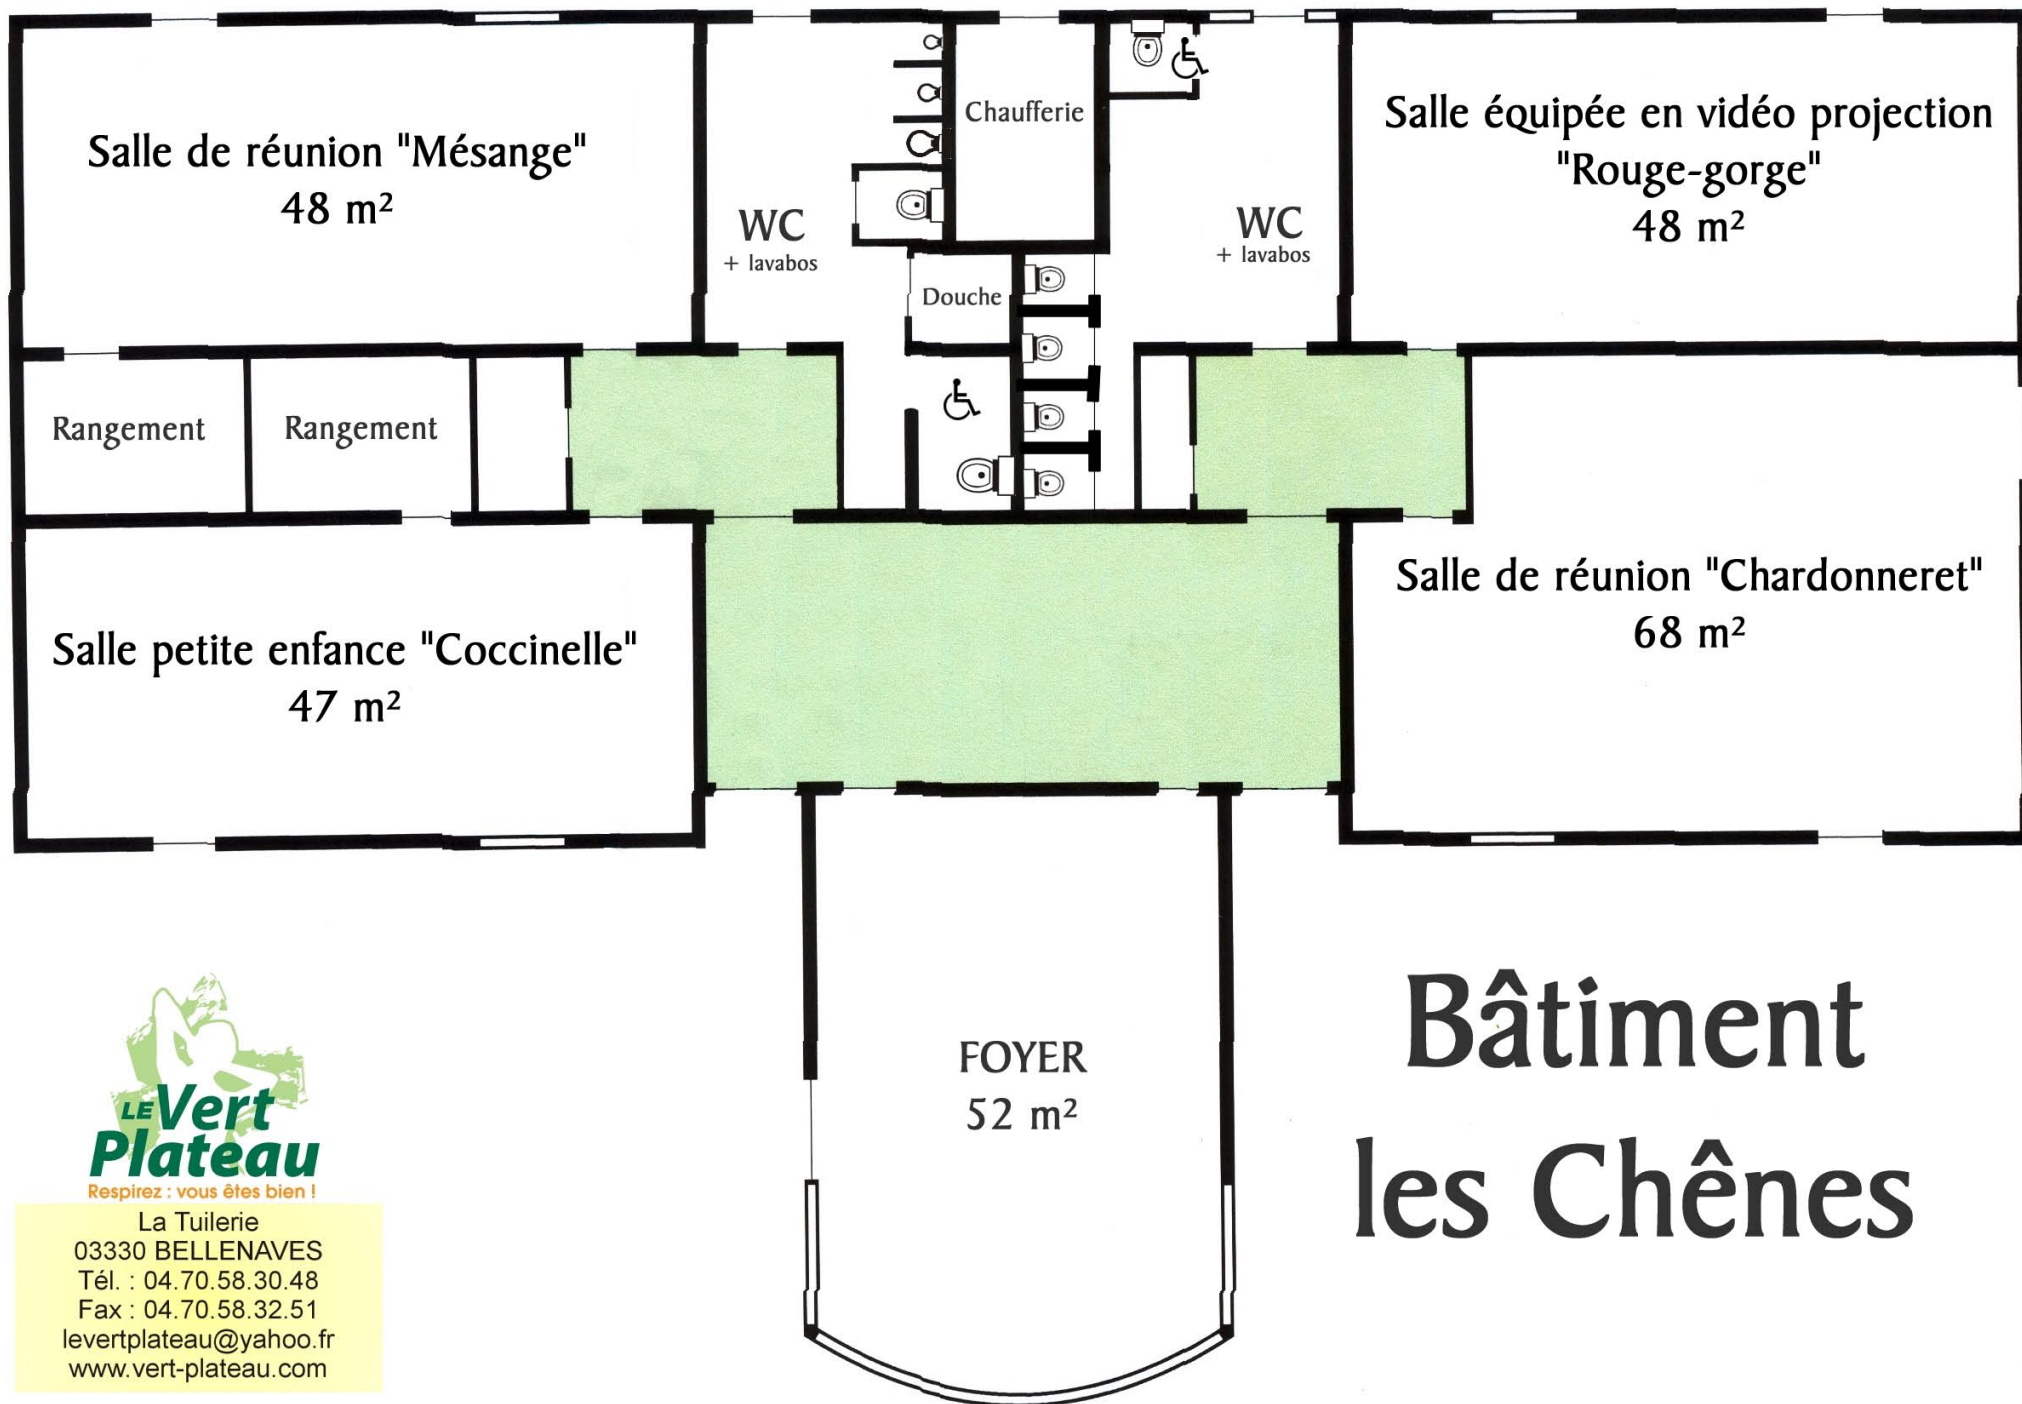 Salle de réunion "Mésange"
48 m²
WC
+ lavabos
Chaufferie
Douche
WC
+ lavabos
Salle équipée en vidéo projection
"Rouge-gorge"
48 m²
Rangement
Rangement
Salle petite enfance "Coccinelle"
47 m²
Salle de réunion "Chardonneret"
68 m²
FOYER
52 m²
Bâtiment
les Chênes
LE Vert
Plateau
Respirez : vous êtes bien !
La Tuilerie
03330 BELLENAVES
Tél. : 04.70.58.30.48
Fax : 04.70.58.32.51
levertplateau@yahoo.fr
www.vert-plateau.com